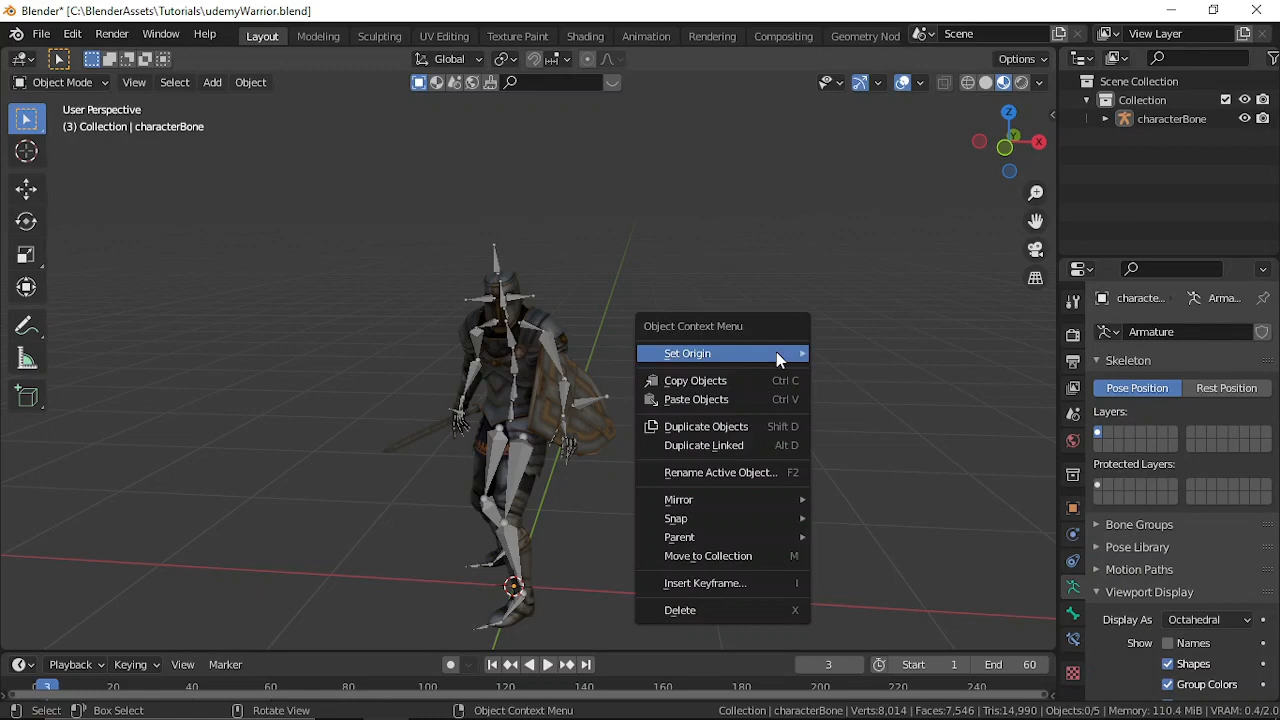 Blender* [C:\BlenderAssets\Tutorials\udemyWarrior.blend]
File Edit Render Window Help Layout Modeling Sculpting UV Editing Texture Paint Shading Animation Rendering Compositing Geometry Nod Scene View Layer
Global Options
Object Mode View Select Add Object
User Perspective
(3) Collection | characterBone
Z
Y
X
Scene Collection
Collection
characterBone
Object Context Menu
Set Origin
Copy Objects Ctrl C
Paste Objects Ctrl V
Duplicate Objects Shift D
Duplicate Linked Alt D
Rename Active Object... F2
Mirror
Snap
Parent
Move to Collection M
Insert Keyframe... I
Delete X
characte... Arma...
Armature
Skeleton
Pose Position Rest Position
Layers:
Protected Layers:
Bone Groups
Pose Library
Motion Paths
Viewport Display
Display As Octahedral
Show Names
Shapes
Group Colors
Playback Keying View Marker 3 Start 1 End 60
3 20 40 60 80 100 120 140 160 180 200 220 240
Select Box Select Rotate View Object Context Menu Collection | characterBone | Verts:8,014 | Faces:7,546 | Tris:14,990 | Objects:0/5 | Memory: 110.4 MiB | VRAM: 0.4/2.0